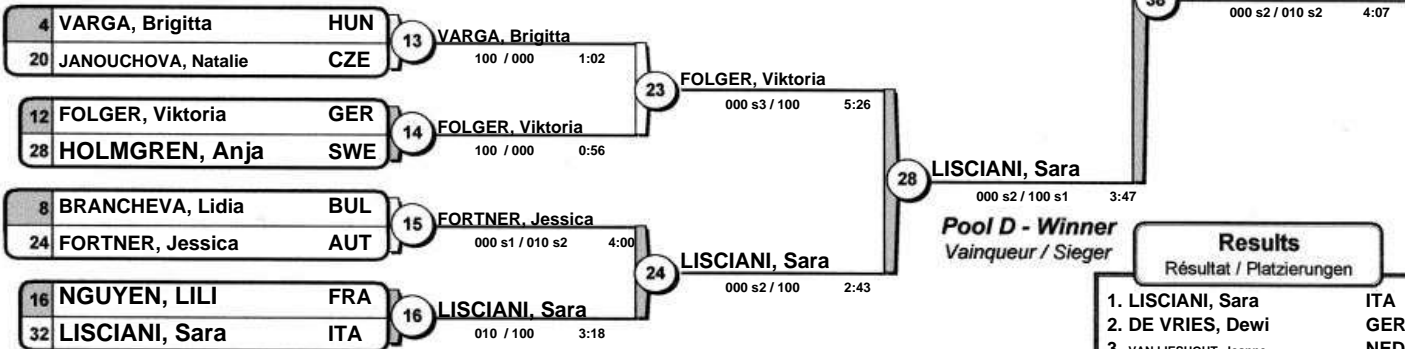 38
000 s2 / 010 s2 4:07
4 VARGA, Brigitta HUN
20 JANOUCHOVA, Natalie CZE
13 VARGA, Brigitta
100 / 000 1:02
12 FOLGER, Viktoria GER
28 HOLMGREN, Anja SWE
14 FOLGER, Viktoria
100 / 000 0:56
23 FOLGER, Viktoria
000 s3 / 100 5:26
8 BRANCHEVA, Lidia BUL
24 FORTNER, Jessica AUT
15 FORTNER, Jessica
000 s1 / 010 s2 4:00
16 NGUYEN, LILI FRA
32 LISCIANI, Sara ITA
16 LISCIANI, Sara
010 / 100 3:18
24 LISCIANI, Sara
000 s2 / 100 2:43
28 LISCIANI, Sara
000 s2 / 100 s1 3:47
Pool D - Winner
Vainqueur / Sieger
Results
Résultat / Platzierungen
1. LISCIANI, Sara ITA
2. DE VRIES, Dewi GER
3. NED